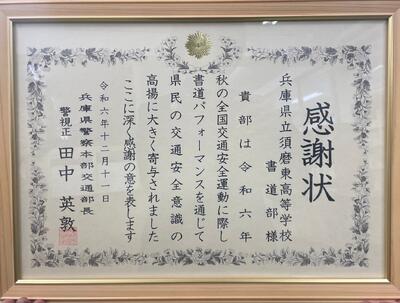 感謝状
兵庫県立須磨東高等学校
書道部様
貴部は令和六年
秋の全国交通安全運動に際し
書道パフォーマンスを通じて
県民の交通安全意識の
高揚に大きく寄与されました
ここに深く感謝の意を表します
令和六年十二月十一日
兵庫県警察本部交通部長
警視正 田中英敦